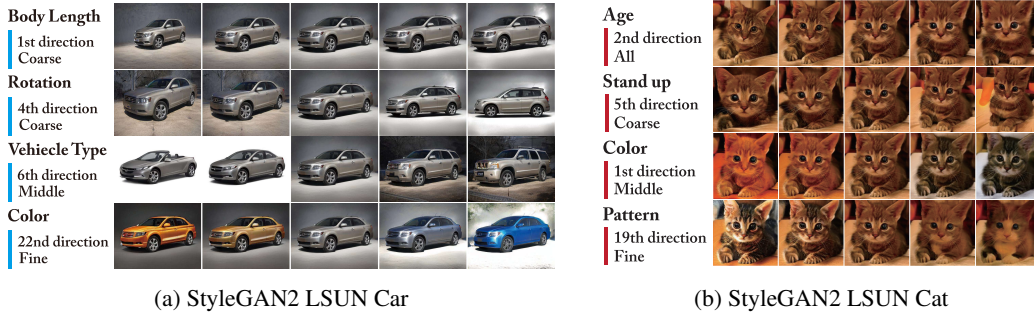 Body Length
1st direction
Coarse
Rotation
4th direction
Coarse
Vehiecle Type
6th direction
Middle
Color
22nd direction
Fine
(a) StyleGAN2 LSUN Car
Age
2nd direction
All
Stand up
5th direction
Coarse
Color
1st direction
Middle
Pattern
19th direction
Fine
(b) StyleGAN2 LSUN Cat